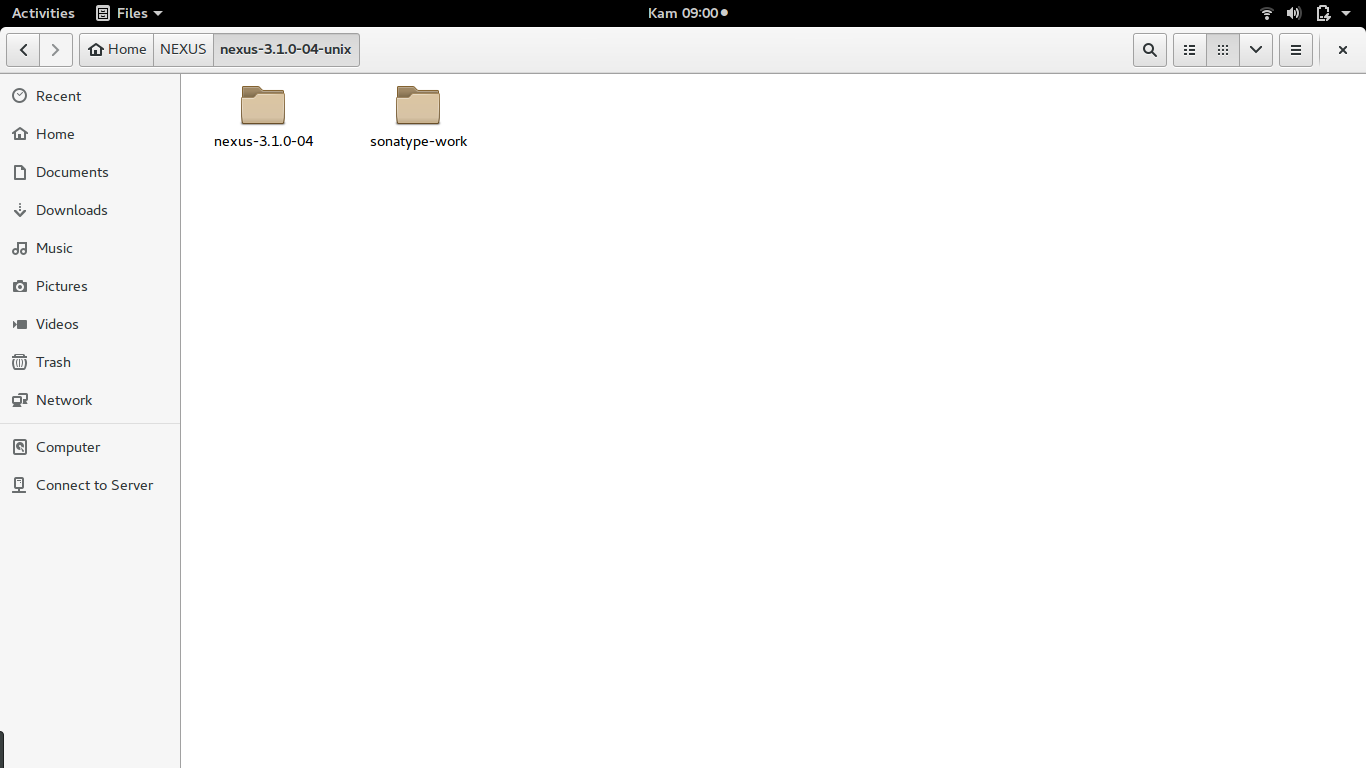 Activities Files Kam 09:00
Home NEXUS nexus-3.1.0-04-unix
Recent
Home
Documents
Downloads
Music
Pictures
Videos
Trash
Network
Computer
Connect to Server
nexus-3.1.0-04 sonatype-work